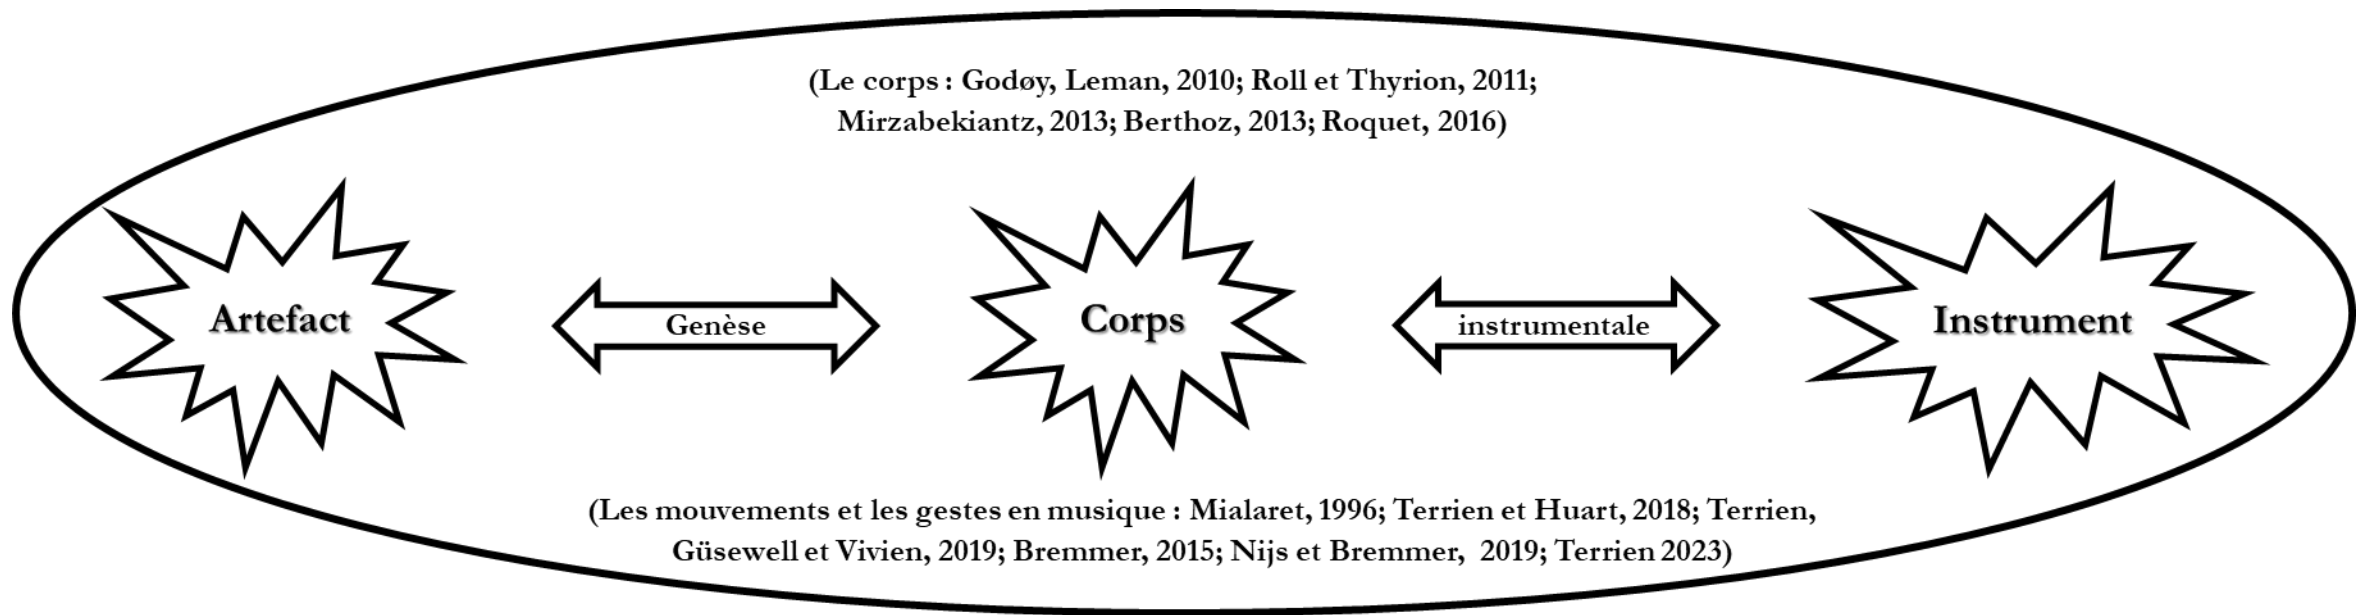 (Le corps : Godøy, Leman, 2010; Roll et Thyrion, 2011;
Mirzabekiantz, 2013; Berthoz, 2013; Roquet, 2016)
Artefact
Genèse
Corps
instrumentale
Instrument
(Les mouvements et les gestes en musique : Mialaret, 1996; Terrien et Huart, 2018; Terrien,
Güsewell et Vivien, 2019; Bremmer, 2015; Nijs et Bremmer, 2019; Terrien 2023)